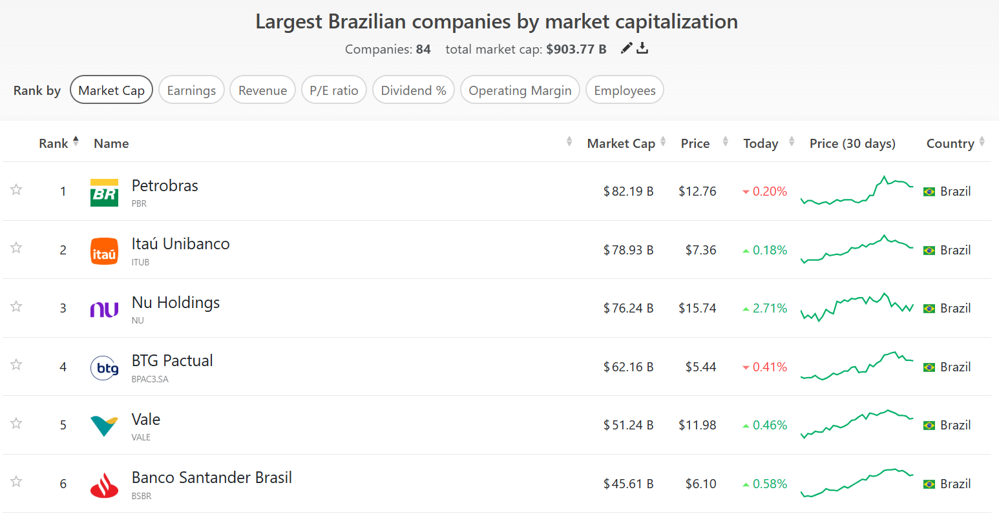 Largest Brazilian companies by market capitalization
Companies: 84 total market cap: $903.77 B
Rank by Market Cap Earnings Revenue P/E ratio Dividend % Operating Margin Employees
Rank Name Market Cap Price Today Price (30 days) Country
1 BR Petrobras $82.19 B $12.76 0.20% Brazil
PBR
2 itaú Itaú Unibanco $78.93 B $7.36 0.18% Brazil
ITUB
3 nu Nu Holdings $76.24 B $15.74 2.71% Brazil
NU
4 btg BTG Pactual $62.16 B $5.44 0.41% Brazil
BPAC3.SA
5 Vale $51.24 B $11.98 0.46% Brazil
VALE
6 Banco Santander Brasil $45.61 B $6.10 0.58% Brazil
BSBR